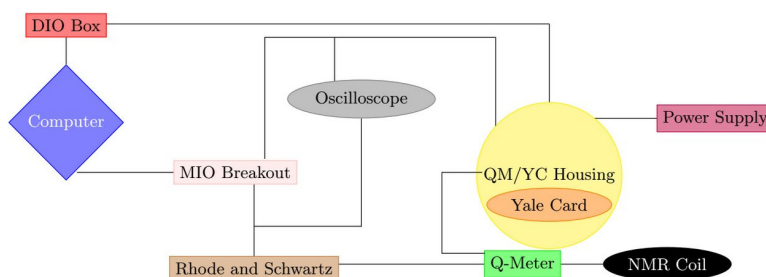 DIO Box
Computer
Oscilloscope
Power Supply
MIO Breakout
QM/YC Housing
Yale Card
Rhode and Schwartz
Q-Meter
NMR Coil